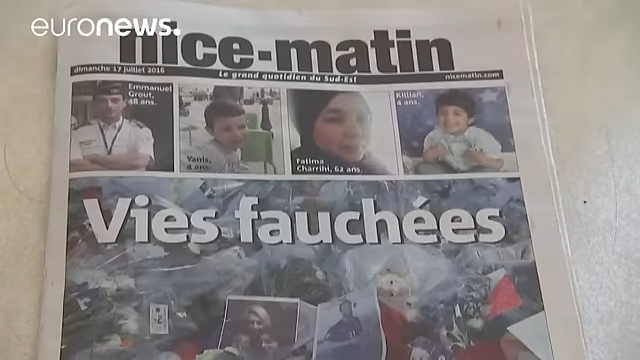 euronews.
nice-matin
dimanche 17 juillet 2016
Le grand quotidien du Sud-Est
nicematin.com
Emmanuel
Grout,
48 ans.
Yanis,
4 ans.
Fatima
Charrihi, 62 ans.
Killian,
4 ans.
Vies fauchées